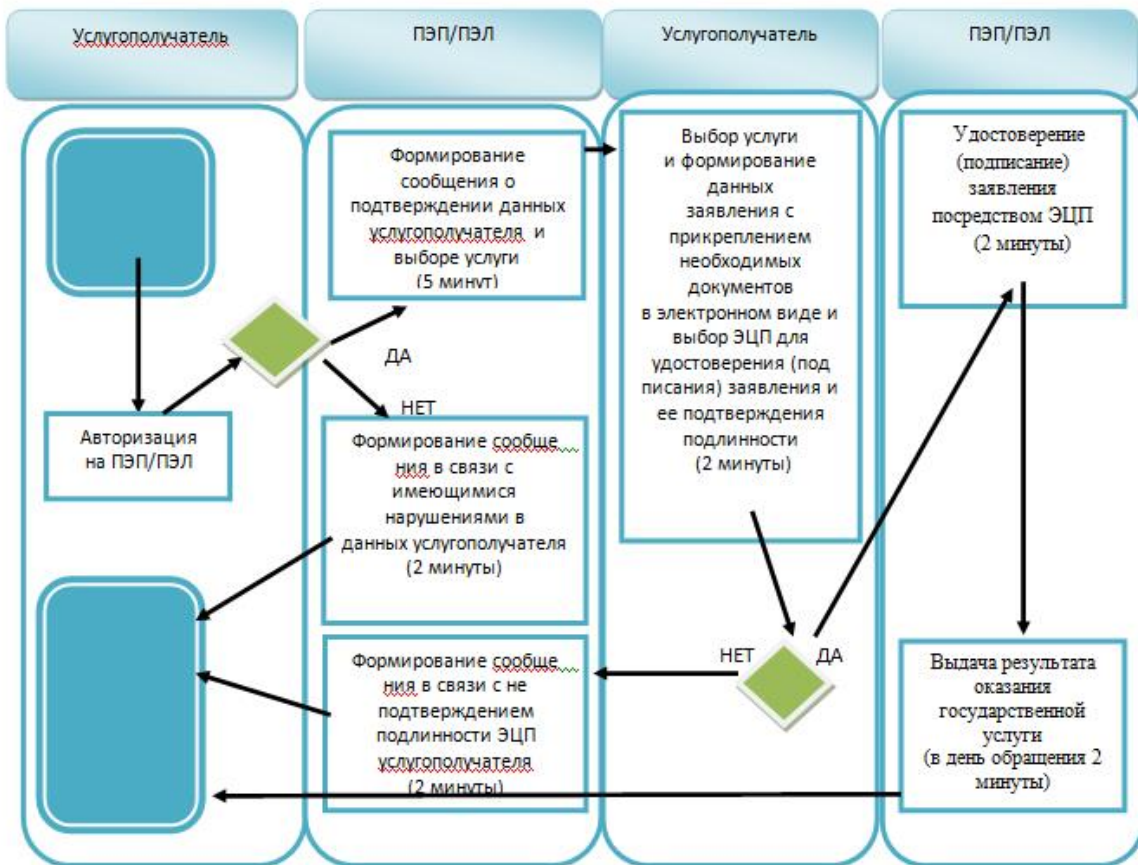 Услугополучатель
ПЭП/ПЭЛ
Услугополучатель
ПЭП/ПЭЛ
Авторизация
на ПЭП/ПЭЛ
Формирование
сообщения о
подтверждении данных
услугополучателя и
выборе услуги
(5 минут)
ДА
НЕТ
Формирование сообще
ния в связи с
имеющимися
нарушениями в
данных услугополучателя
(2 минуты)
Формирование сообще
ния в связи с не
подтверждением
подлинности ЭЦП
услугополучателя
(2 минуты)
Выбор услуги
и формирование
данных
заявления с
прикреплением
необходимых
документов
в электронном виде и
выбор ЭЦП для
удостоверения (под
писания) заявления и
ее подтверждения
подлинности
(2 минуты)
НЕТ
ДА
Удостоверение
(подписание)
заявления
посредством ЭЦП
(2 минуты)
Выдача результата
оказания
государственной
услуги
(в день обращения 2
минуты)